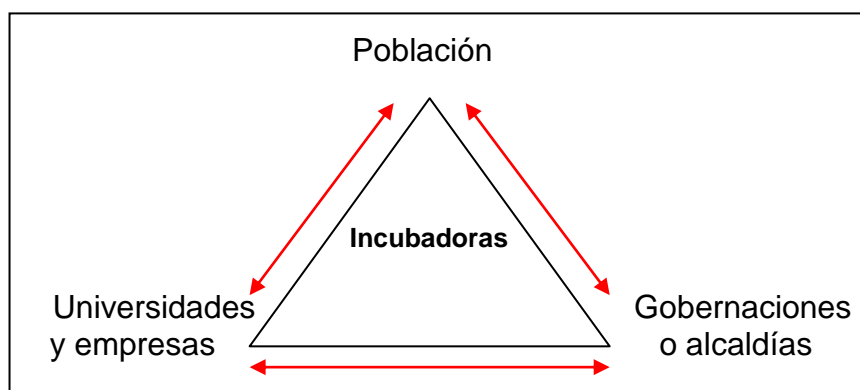 Población
Incubadoras
Universidades
y empresas
Gobernaciones
o alcaldías